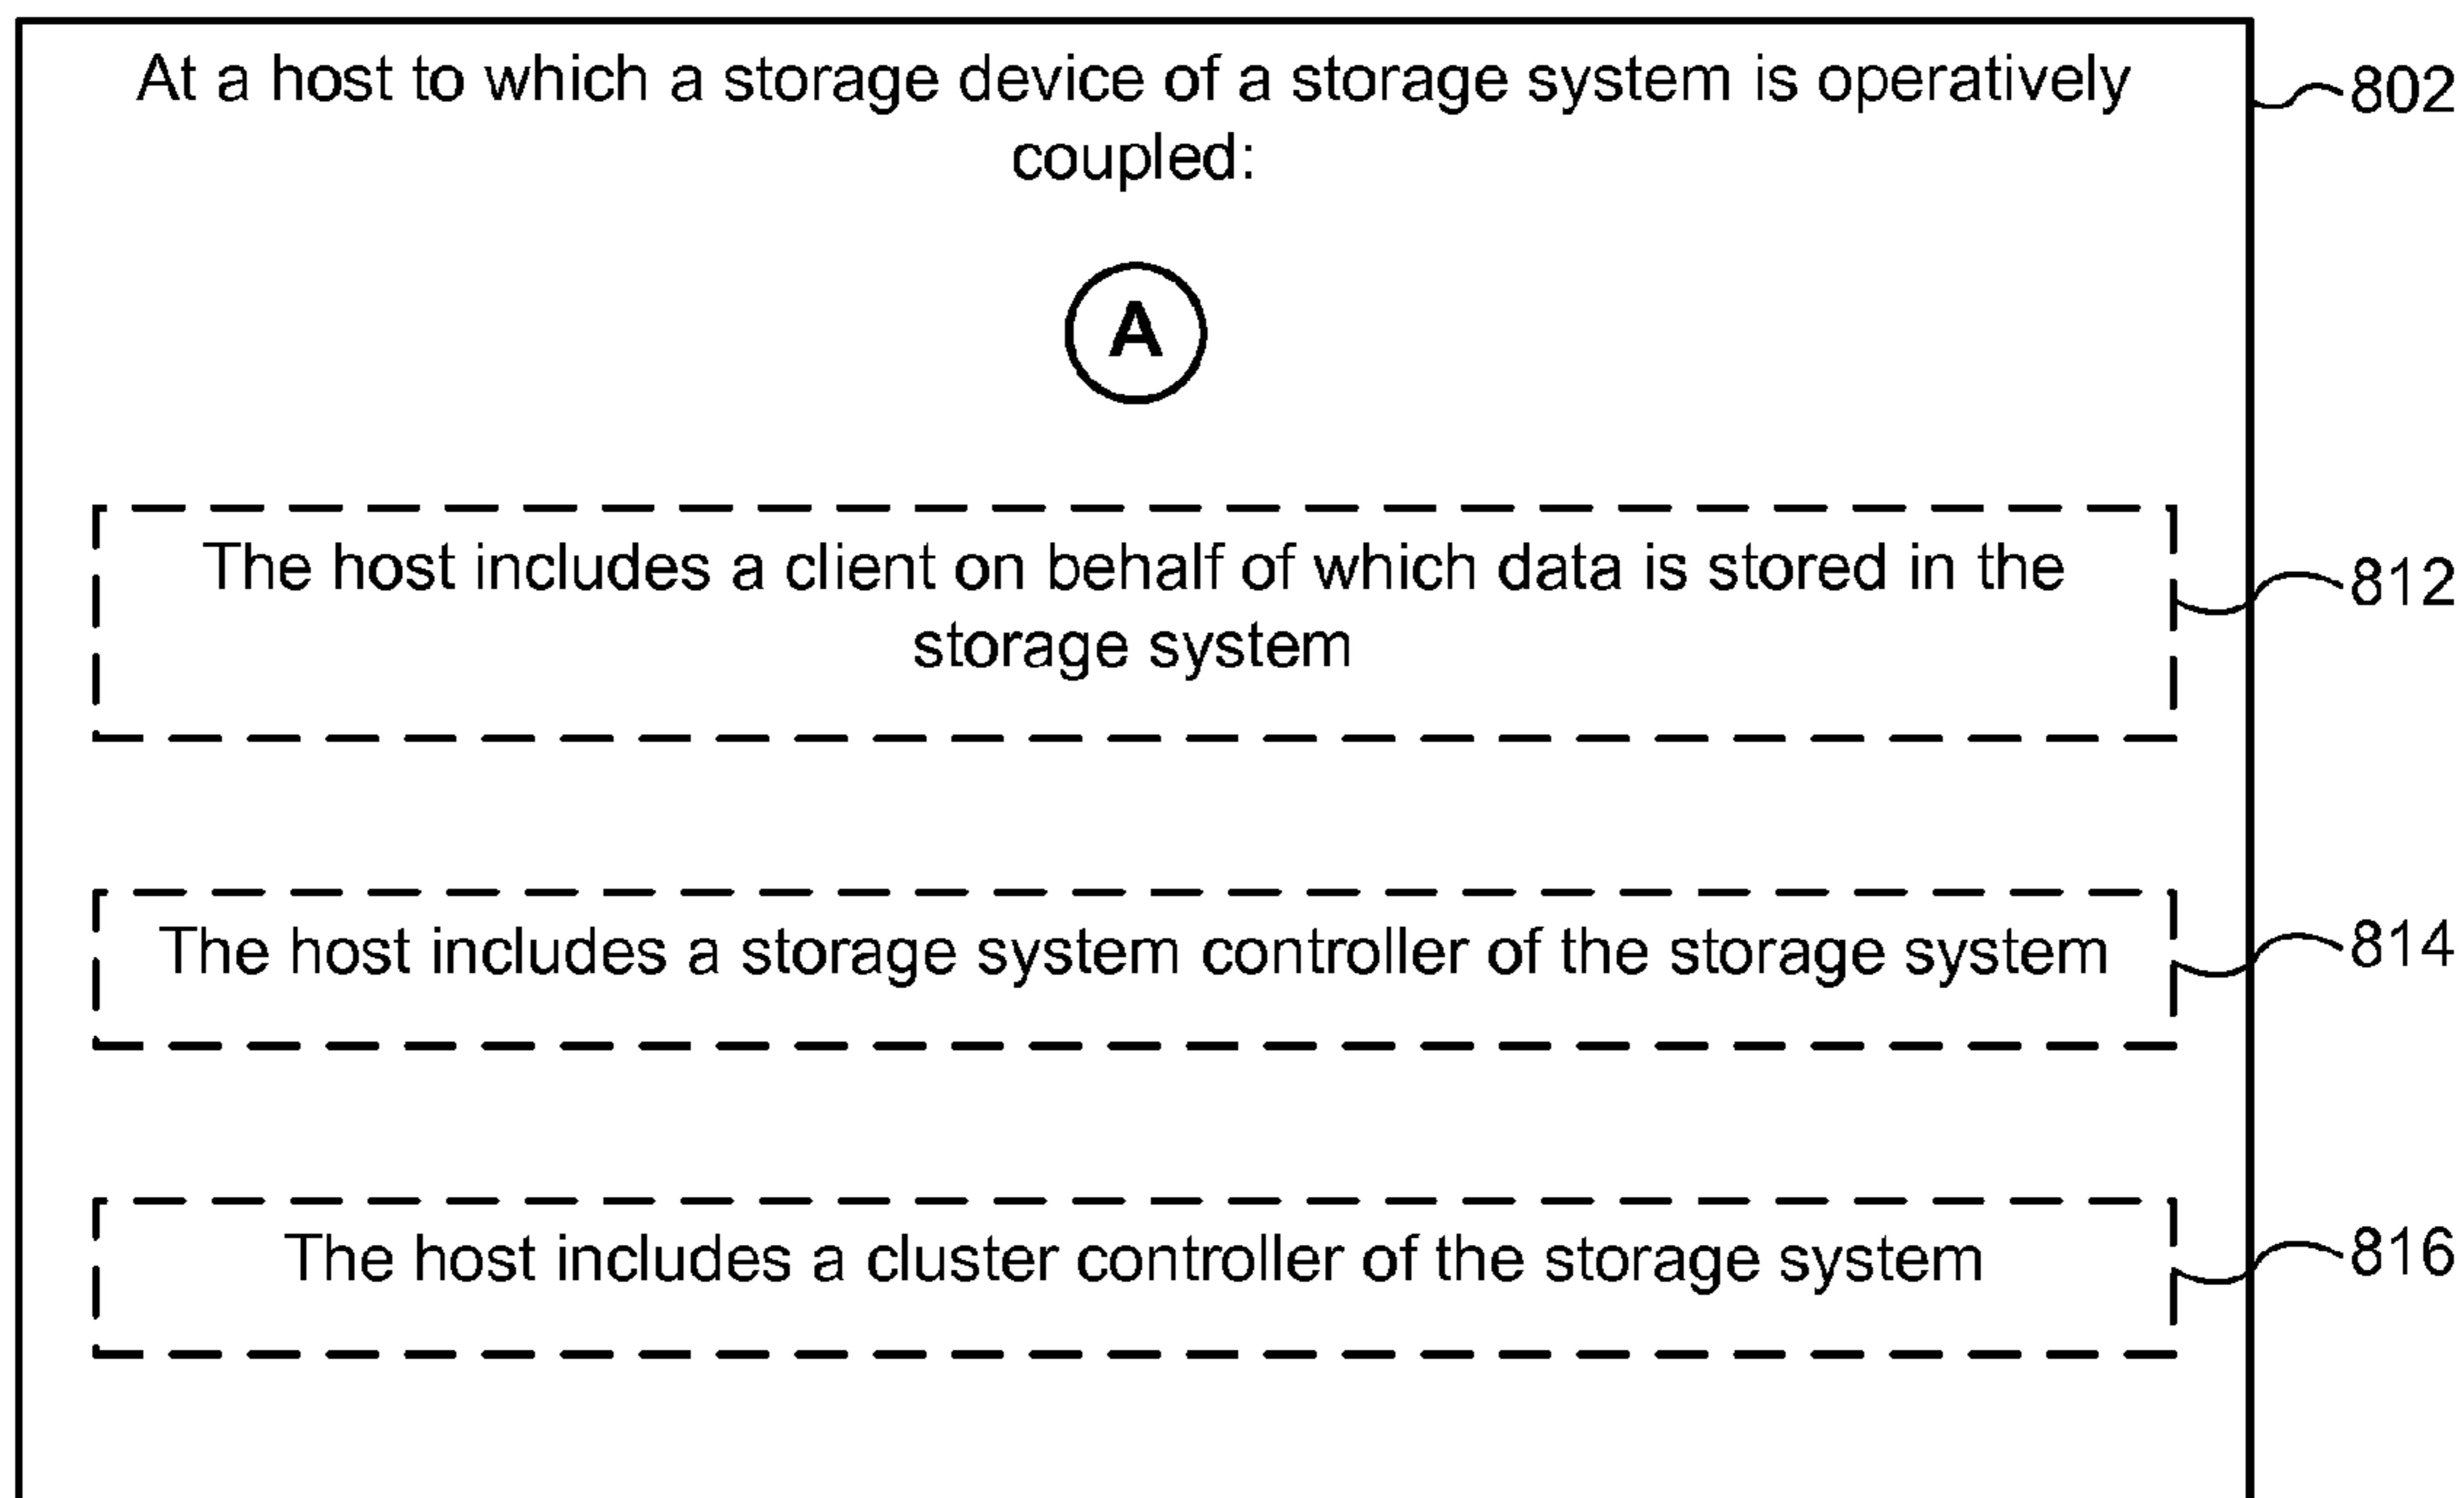 At a host to which a storage device of a storage system is operatively
802
coupled:
A
The host includes a client on behalf of which data is stored in the
812
storage system
The host includes a storage system controller of the storage system
814
The host includes a cluster controller of the storage system
816